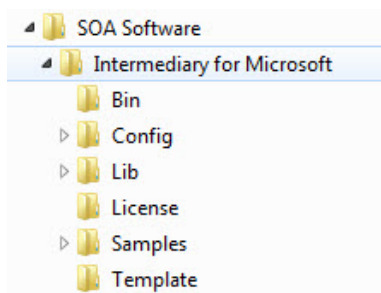 SOA Software
Intermediary for Microsoft
Bin
Config
Lib
License
Samples
Template